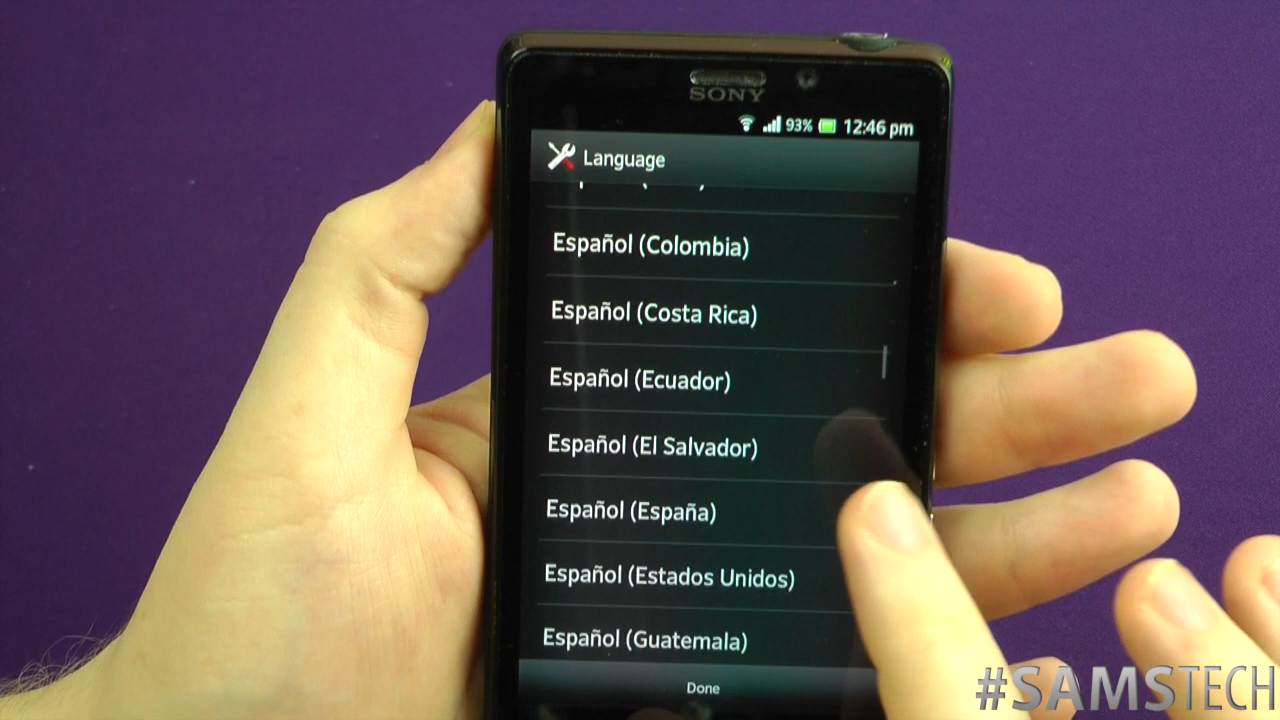 SONY
93% 12:46 pm
Language
Español (Colombia)
Español (Costa Rica)
Español (Ecuador)
Español (El Salvador)
Español (España)
Español (Estados Unidos)
Español (Guatemala)
Done
#SAMSTECH